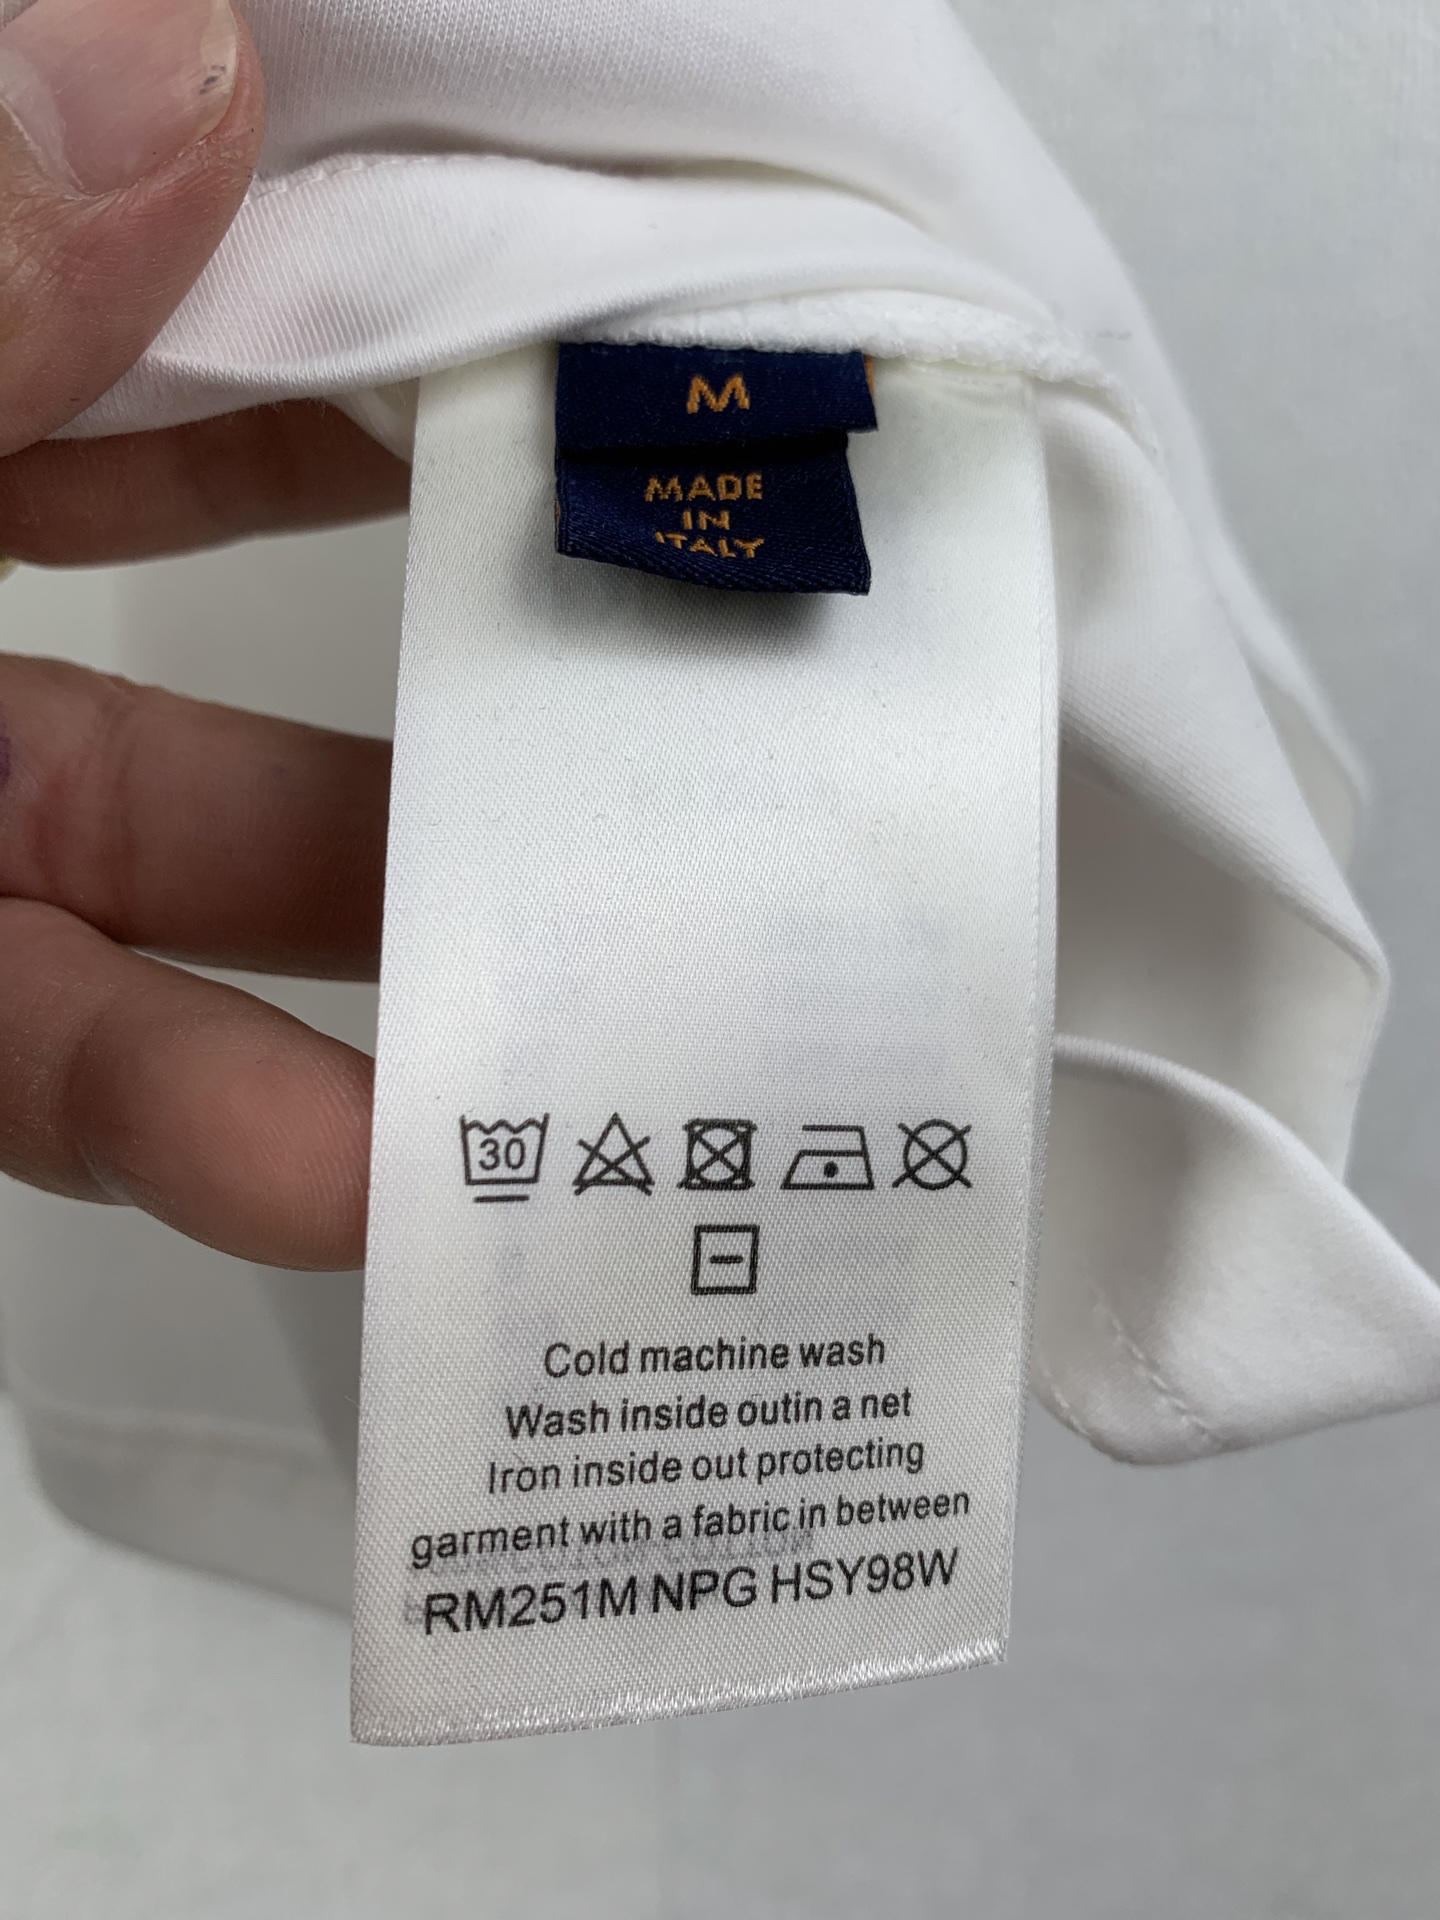 M
MADE
IN
ITALY
30
Cold machine wash
Wash inside outin a net
Iron inside out protecting
garment with a fabric in between
RM251M NPG HSY98W